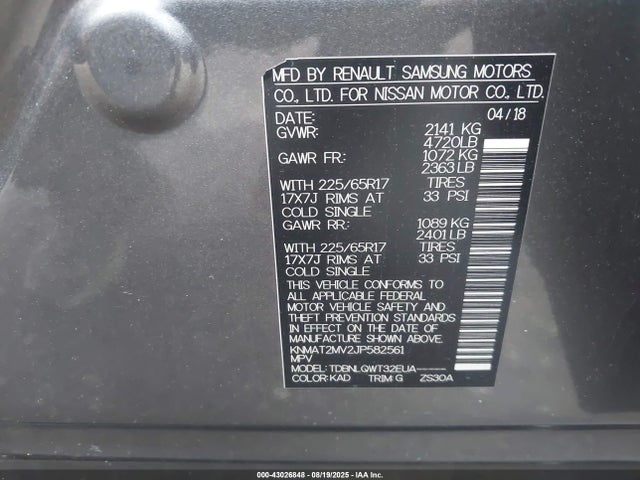 MFD BY RENAULT SAMSUNG MOTORS
CO., LTD. FOR NISSAN MOTOR CO., LTD.
DATE: 04/18
GVWR: 2141 KG
4720LB
GAWR FR.: 1072 KG
2363 LB
WITH 225/65R17 TIRES
17X7J RIMS AT 33 PSI
COLD SINGLE
GAWR RR.: 1089 KG
2401 LB
WITH 225/65R17 TIRES
17X7J RIMS AT 33 PSI
COLD SINGLE
THIS VEHICLE CONFORMS TO
ALL APPLICABLE FEDERAL
MOTOR VEHICLE SAFETY AND
THEFT PREVENTION STANDARDS
IN EFFECT ON THE DATE OF
MANUFACTURE SHOWN ABOVE.
KNMAT2MV2JP582561
MPV
MODEL: TDBNLQWT32EUA-----
COLOR: KAD TRIM G ZS30A
000-43026848 - 08/19/2025 - IAA Inc.